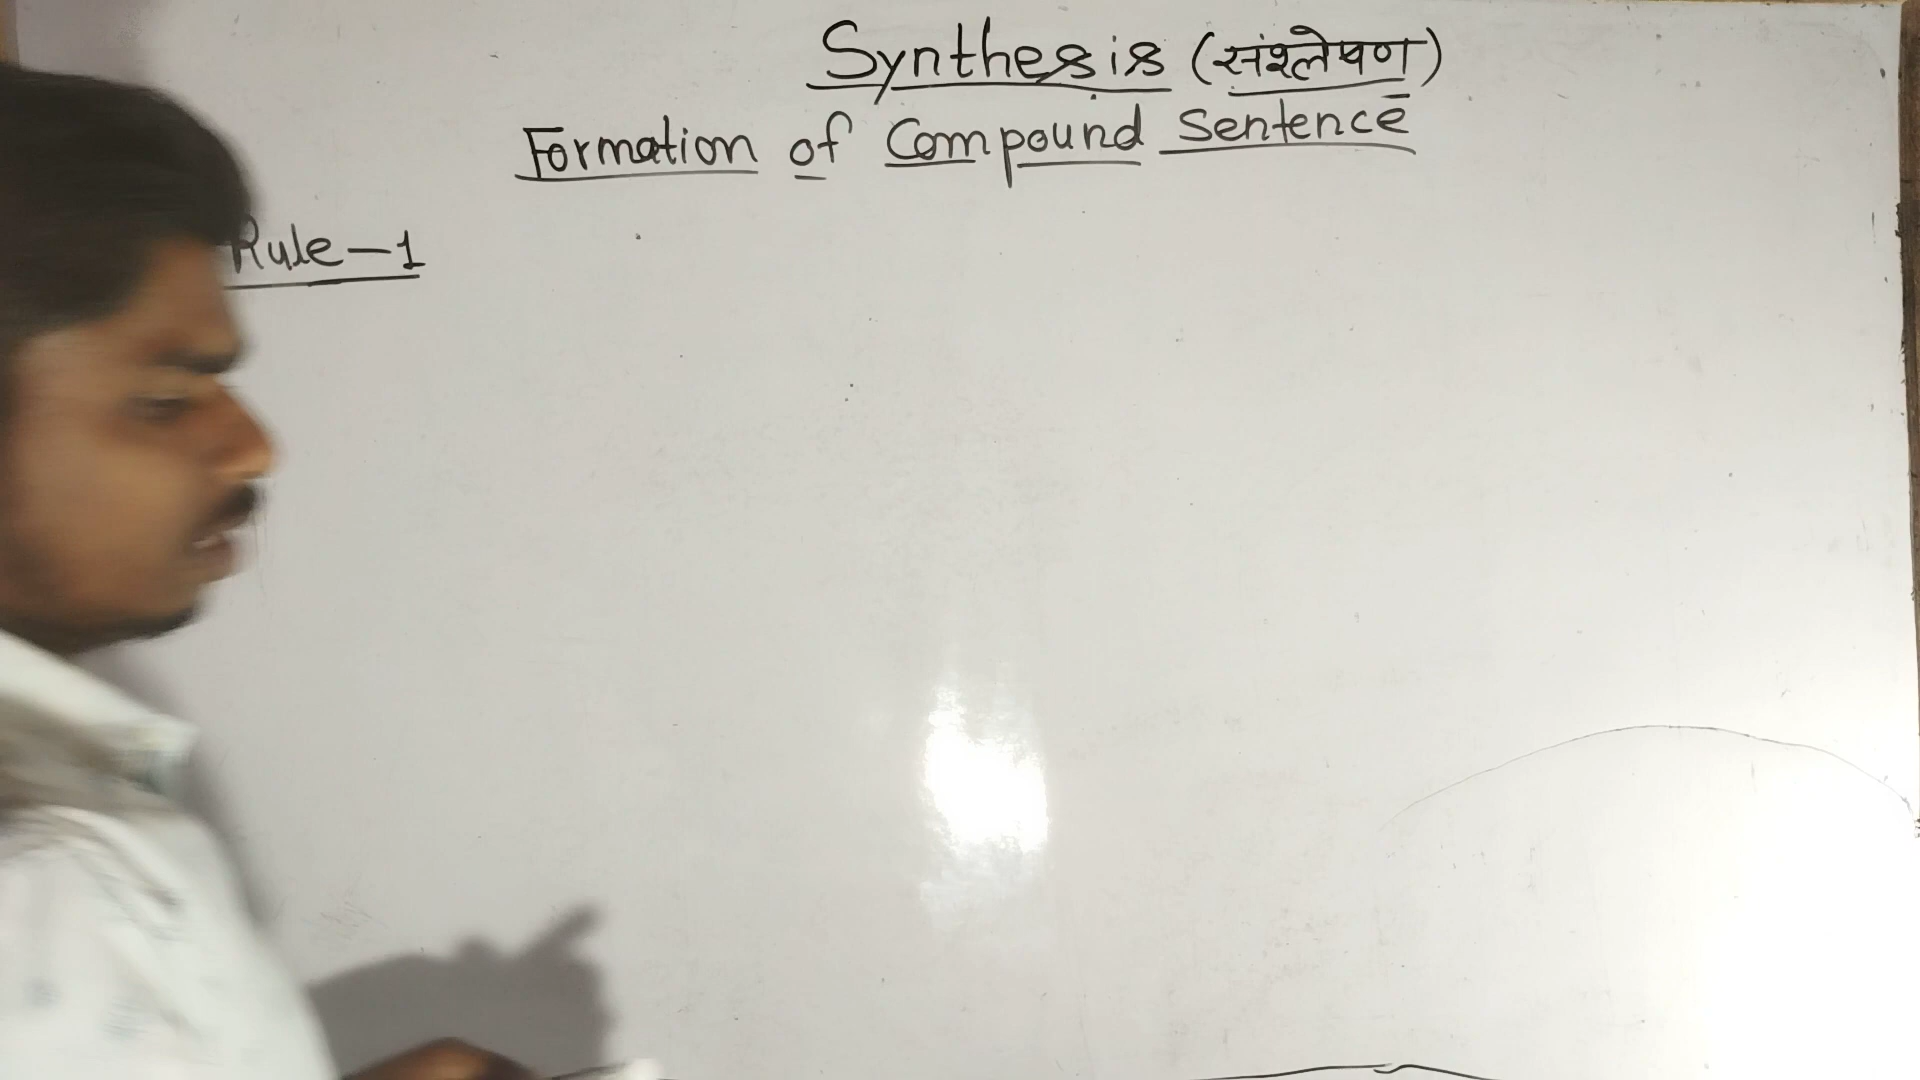 Synthesis (संश्लेषण)
Formation of Compound Sentence
Rule-1